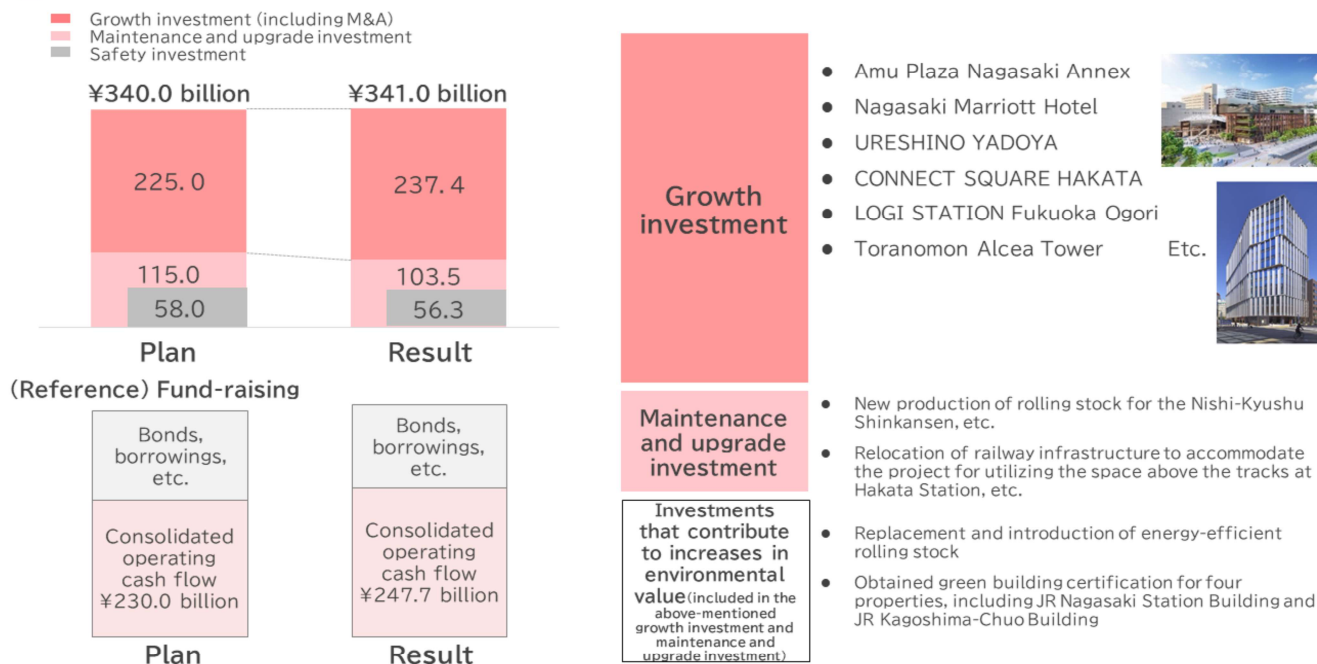 Growth investment (including M&A)
Maintenance and upgrade investment
Safety investment
¥340.0 billion
¥341.0 billion
225.0
237.4
115.0
103.5
58.0
56.3
Plan
Result
(Reference) Fund-raising
Bonds,
borrowings,
etc.
Bonds,
borrowings,
etc.
Consolidated
operating
cash flow
¥230.0 billion
Consolidated
operating
cash flow
¥247.7 billion
Plan
Result
Growth
investment
● Amu Plaza Nagasaki Annex
● Nagasaki Marriott Hotel
● URESHINO YADOYA
● CONNECT SQUARE HAKATA
● LOGI STATION Fukuoka Ogori
● Toranomon Alcea Tower Etc.
Maintenance
and upgrade
investment
● New production of rolling stock for the Nishi-Kyushu
Shinkansen, etc.
● Relocation of railway infrastructure to accommodate
the project for utilizing the space above the tracks at
Hakata Station, etc.
Investments
that contribute
to increases in
environmental
value(included in the
above-mentioned
growth investment and
maintenance and
upgrade investment)
● Replacement and introduction of energy-efficient
rolling stock
● Obtained green building certification for four
properties, including JR Nagasaki Station Building and
JR Kagoshima-Chuo Building